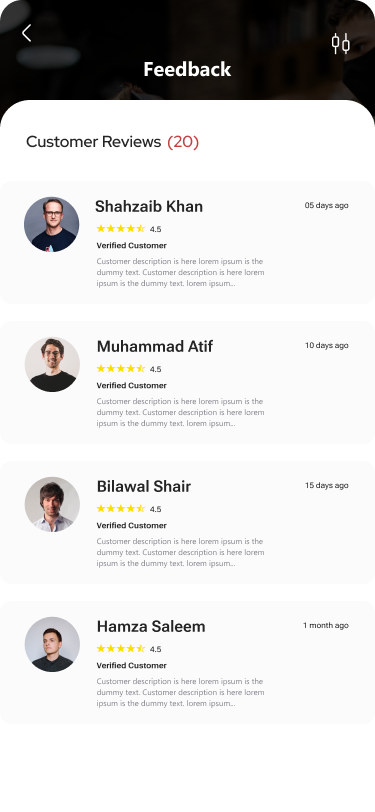 Feedback
Customer Reviews (20)
Shahzaib Khan
05 days ago
4.5
Verified Customer
Customer description is here lorem ipsum is the
dummy text. Customer description is here lorem
ipsum is the dummy text. lorem ipsum...
Muhammad Atif
10 days ago
4.5
Verified Customer
Customer description is here lorem ipsum is the
dummy text. Customer description is here lorem
ipsum is the dummy text. lorem ipsum...
Bilawal Shair
15 days ago
4.5
Verified Customer
Customer description is here lorem ipsum is the
dummy text. Customer description is here lorem
ipsum is the dummy text. lorem ipsum...
Hamza Saleem
1 month ago
4.5
Verified Customer
Customer description is here lorem ipsum is the
dummy text. Customer description is here lorem
ipsum is the dummy text. lorem ipsum...